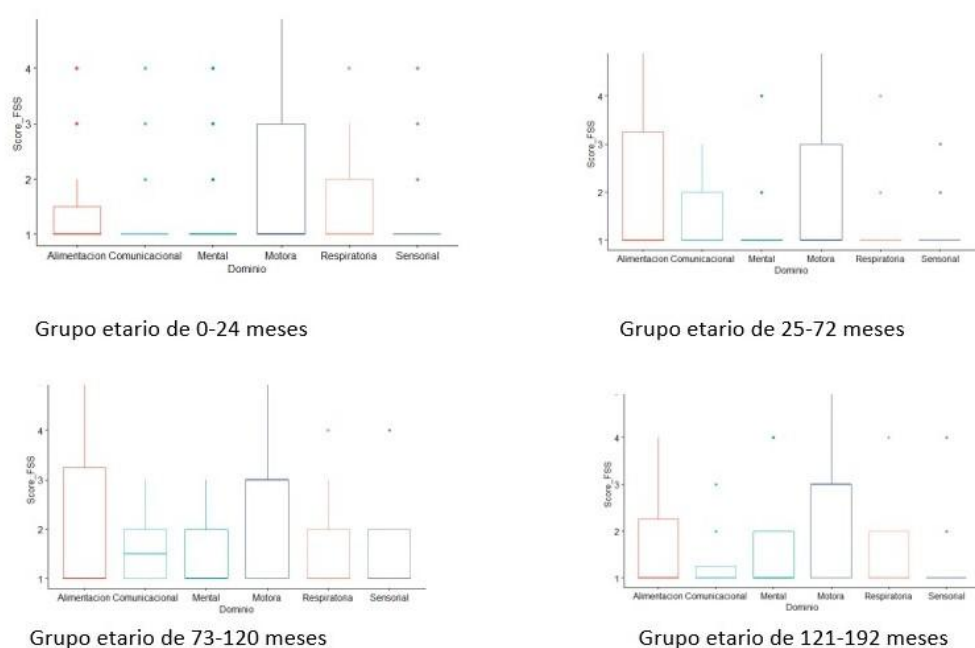 4
3
2
1
Score_FSS
Alimentacion Comunicacional Mental Motora Respiratoria Sensorial
Dominio
Grupo etario de 0-24 meses
4
3
2
1
Score_FSS
Alimentacion Comunicacional Mental Motora Respiratoria Sensorial
Dominio
Grupo etario de 25-72 meses
4
3
2
1
Score_FSS
Alimentacion Comunicacional Mental Motora Respiratoria Sensorial
Dominio
Grupo etario de 73-120 meses
4
3
2
1
Score_FSS
Alimentacion Comunicacional Mental Motora Respiratoria Sensorial
Dominio
Grupo etario de 121-192 meses